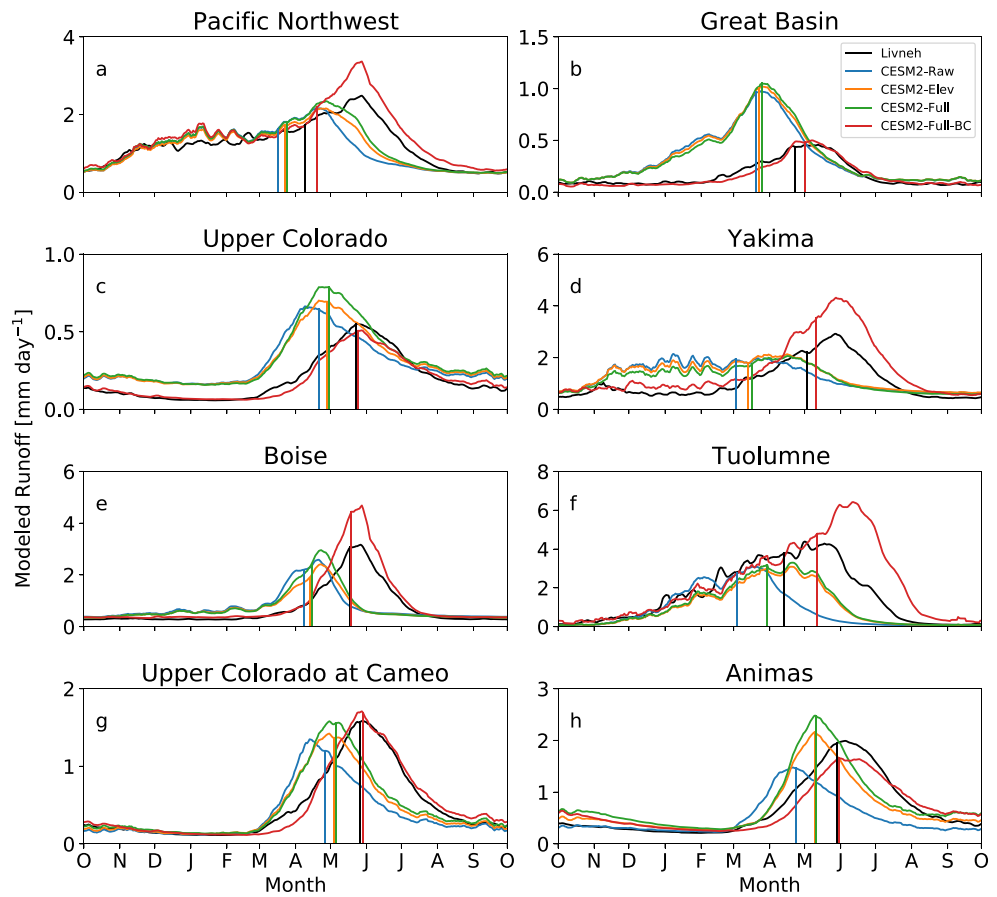 Pacific Northwest
a
0
2
4
Great Basin
b
0.0
0.5
1.0
1.5
Livneh
CESM2-Raw
CESM2-Elev
CESM2-Full
CESM2-Full-BC
Upper Colorado
c
0.0
0.5
1.0
Yakima
d
0
2
4
6
Modeled Runoff [mm day⁻¹]
Boise
e
0
2
4
6
Tuolumne
f
0
2
4
6
8
Upper Colorado at Cameo
g
0
1
2
O N D J F M A M J J A S O
Month
Animas
h
0
1
2
3
O N D J F M A M J J A S O
Month